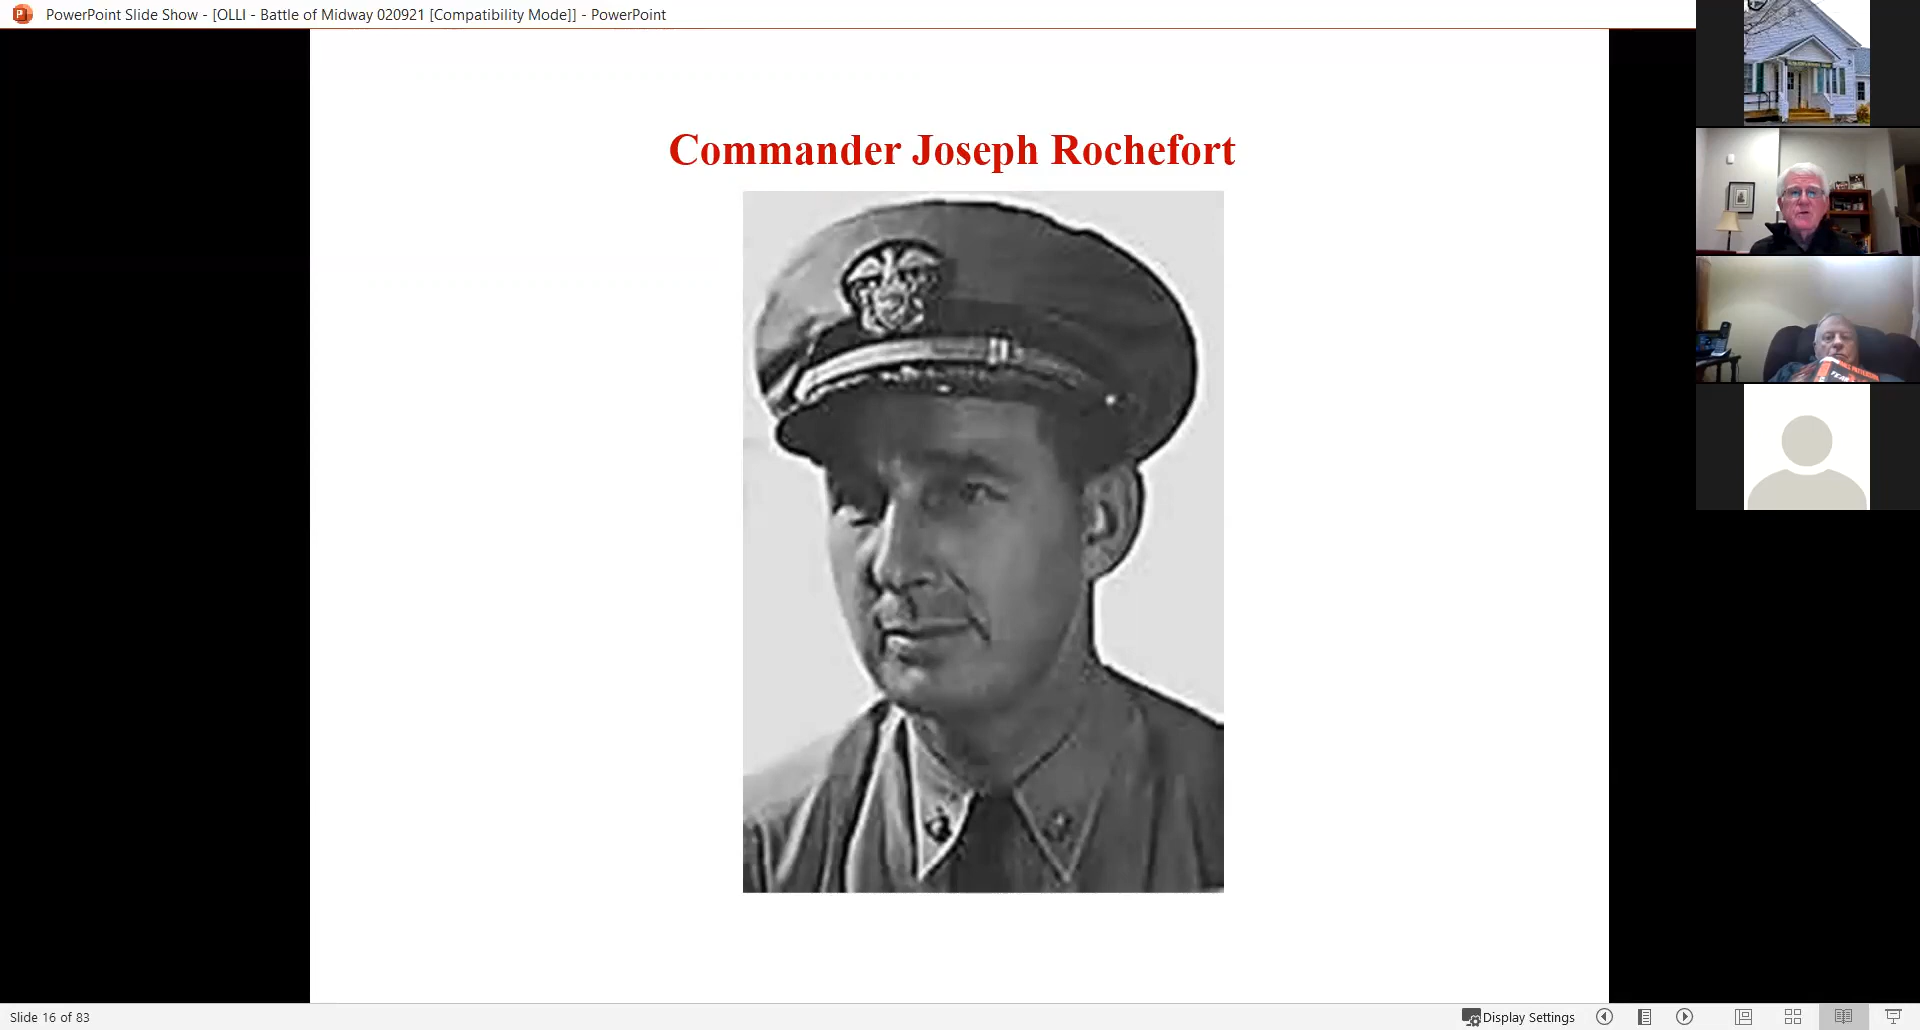 PowerPoint Slide Show - [OLLI - Battle of Midway 020921 [Compatibility Mode]] - PowerPoint
Commander Joseph Rochefort
Slide 16 of 83
Display Settings